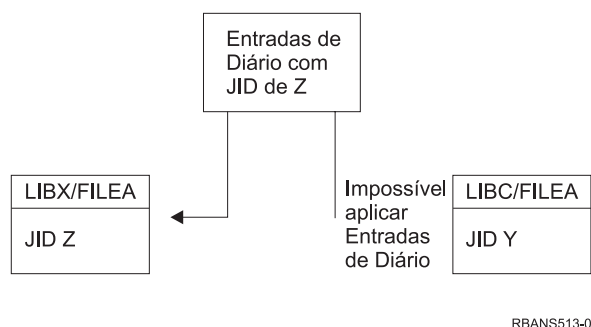 Entradas de
Diário com
JID de Z
LIBX/FILEA
JID Z
Impossível
aplicar
Entradas
de Diário
LIBC/FILEA
JID Y
RBANS513-0